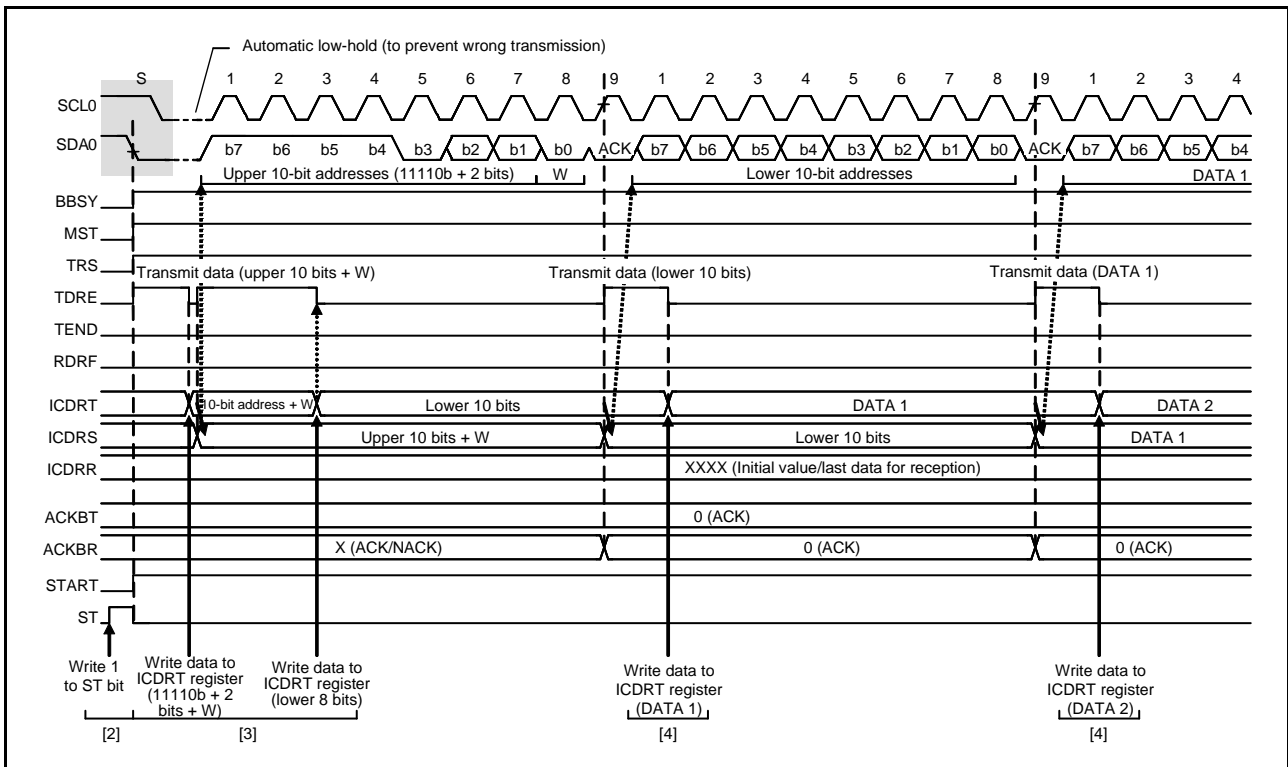 Automatic low-hold (to prevent wrong transmission)
S 1 2 3 4 5 6 7 8 9 1 2 3 4 5 6 7 8 9 1 2 3 4
SCL0
SDA0 b7 b6 b5 b4 b3 b2 b1 b0 ACK b7 b6 b5 b4 b3 b2 b1 b0 ACK b7 b6 b5 b4
Upper 10-bit addresses (11110b + 2 bits) W Lower 10-bit addresses DATA 1
BBSY
MST
TRS
Transmit data (upper 10 bits + W) Transmit data (lower 10 bits) Transmit data (DATA 1)
TDRE
TEND
RDRF
ICDRT 10-bit address + W Lower 10 bits DATA 1 DATA 2
ICDRS Upper 10 bits + W Lower 10 bits DATA 1
ICDRR XXXX (Initial value/last data for reception)
ACKBT 0 (ACK)
ACKBR X (ACK/NACK) 0 (ACK) 0 (ACK)
START
ST
Write 1
to ST bit
Write data to
ICDRT register
(11110b + 2
bits + W)
Write data to
ICDRT register
(lower 8 bits)
Write data to
ICDRT register
(DATA 1)
Write data to
ICDRT register
(DATA 2)
[2] [3] [4] [4]